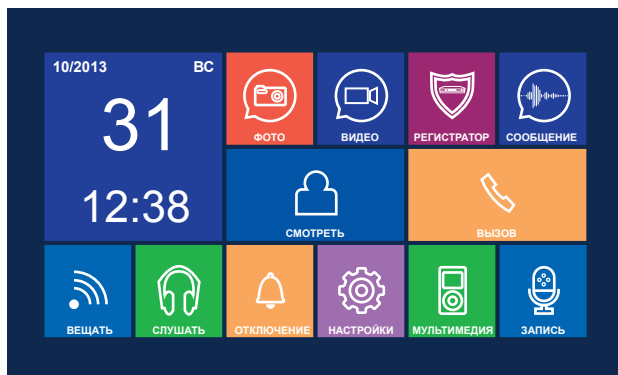 10/2013 ВС
31
12:38
ФОТО
ВИДЕО
РЕГИСТРАТОР
СООБЩЕНИЕ
СМОТРЕТЬ
ВЫЗОВ
ВЕЩАТЬ
СЛУШАТЬ
ОТКЛЮЧЕНИЕ
НАСТРОЙКИ
МУЛЬТИМЕДИЯ
ЗАПИСЬ